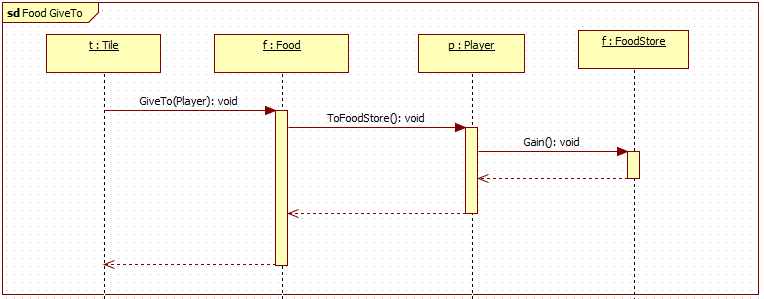 sd Food GiveTo
t : Tile
f : Food
p : Player
f : FoodStore
GiveTo(Player): void
ToFoodStore(): void
Gain(): void